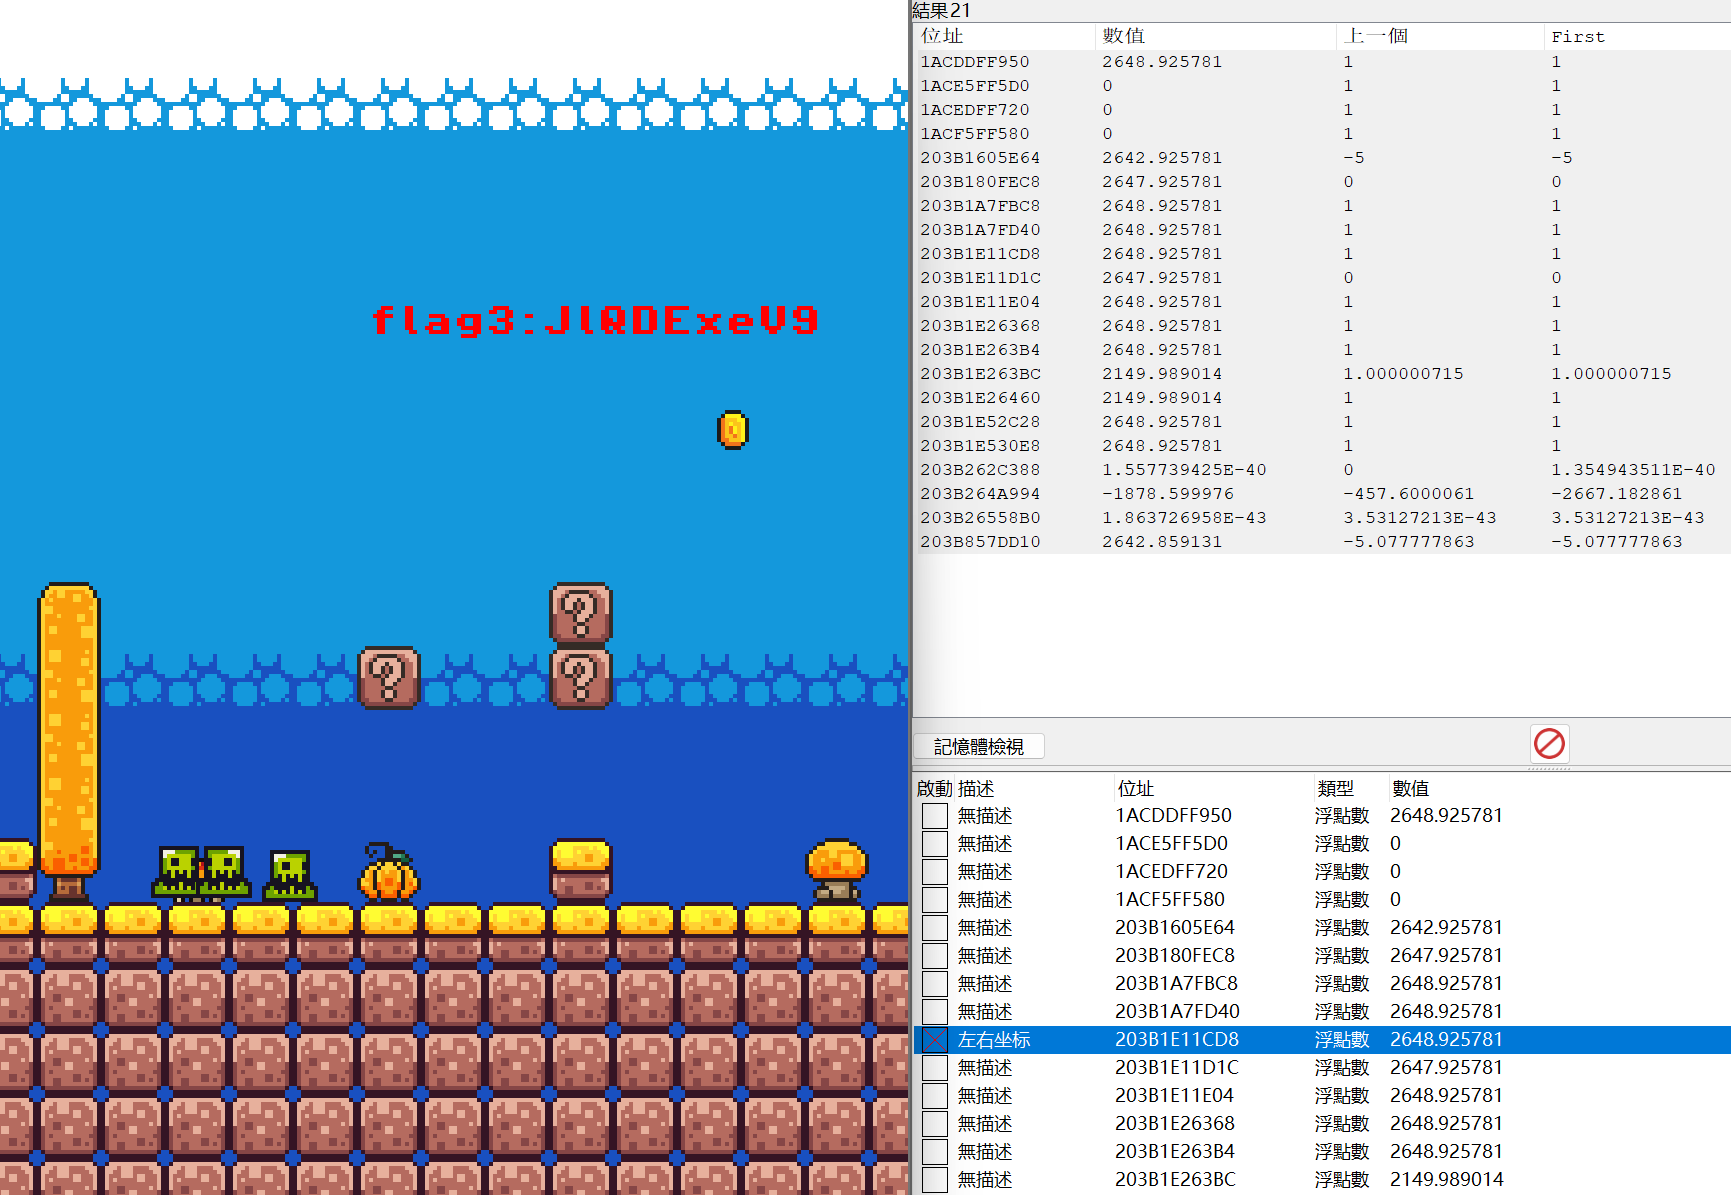 flag3:JlQDExeV9
?
?
?
結果21
位址 數值 上一個 First
1ACDDFF950 2648.925781 1 1
1ACE5FF5D0 0 1 1
1ACEDFF720 0 1 1
1ACF5FF580 0 1 1
203B1605E64 2642.925781 -5 -5
203B180FEC8 2647.925781 0 0
203B1A7FBC8 2648.925781 1 1
203B1A7FD40 2648.925781 1 1
203B1E11CD8 2648.925781 1 1
203B1E11D1C 2647.925781 0 0
203B1E11E04 2648.925781 1 1
203B1E26368 2648.925781 1 1
203B1E263B4 2648.925781 1 1
203B1E263BC 2149.989014 1.000000715 1.000000715
203B1E26460 2149.989014 1 1
203B1E52C28 2648.925781 1 1
203B1E530E8 2648.925781 1 1
203B262C388 1.557739425E-40 0 1.354943511E-40
203B264A994 -1878.599976 -457.6000061 -2667.182861
203B26558B0 1.863726958E-43 3.53127213E-43 3.53127213E-43
203B857DD10 2642.859131 -5.077777863 -5.077777863
記憶體檢視
啟動 描述 位址 類型 數值
無描述 1ACDDFF950 浮點數 2648.925781
無描述 1ACE5FF5D0 浮點數 0
無描述 1ACEDFF720 浮點數 0
無描述 1ACF5FF580 浮點數 0
無描述 203B1605E64 浮點數 2642.925781
無描述 203B180FEC8 浮點數 2647.925781
無描述 203B1A7FBC8 浮點數 2648.925781
無描述 203B1A7FD40 浮點數 2648.925781
左右坐标 203B1E11CD8 浮點數 2648.925781
無描述 203B1E11D1C 浮點數 2647.925781
無描述 203B1E11E04 浮點數 2648.925781
無描述 203B1E26368 浮點數 2648.925781
無描述 203B1E263B4 浮點數 2648.925781
無描述 203B1E263BC 浮點數 2149.989014